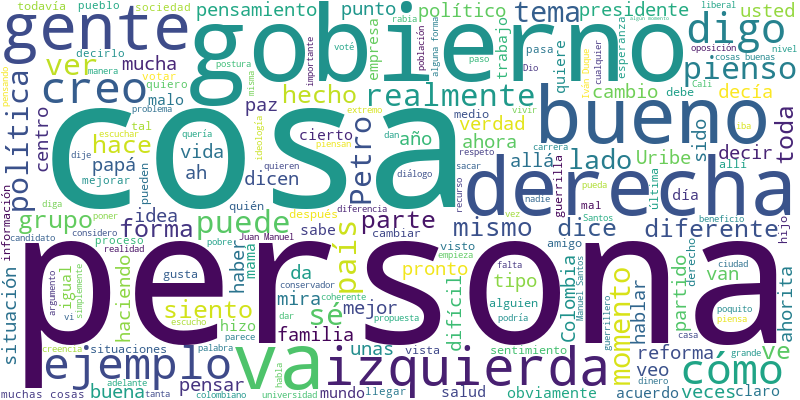 todavía pueblo sociedad pensamiento punto rabia político presidente usted liberal algún momento
gente gobierno tema digo
decirlo voté postura empresa población alguna forma trabajo pasa paso quiere esperanza importante cualquier oposición cosas buenas nivel
ver mucha creo realmente bueno pienso
pensando manera votar quiero misma hecho Dio Iván Duque Cali
política problema escuchar malo paz cambio debe decía
centro hace tal quería ideología extremo piensan cierto año medio vivir verdad sido iba toda
cosa derecha
papá vida ah dije mejorar pueden quieren dicen Petro dan diálogo ahora respeto carrera allá lado Uribe decir allí
diga grupo idea forma quién puede sacar recurso nadie guerrilla pueda mal última día hijo
información poner considero después diferencia sabe parte mismo vez dice Santos diferente beneficio
candidato proceso realidad pobre Juan Manuel cambiar visto empieza amigo derecho ciudad
persona
situación argumento igual simplemente haciendo gusta haber mamá conservador da país coherente pronto falta tipo momento Colombia partido van poquito ahorita
vi escucho siento hizo mira sé mejor propuesta difícil alguien podría guerrillero Manuel Santos hablar casa piensa
creencia situaciones parece dar familia habla unas vista sentimiento reforma cómo ve
ejemplo va izquierda veo dinero grande
muchas cosas buena adelante colombiano tanta palabra pensar universidad mundo llegar salud obviamente acuerdo veces claro